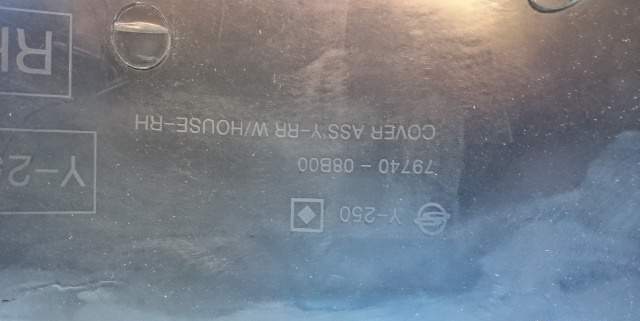 Y-250
79740-08B00
COVER ASS'Y-RR W/HOUSE-RH